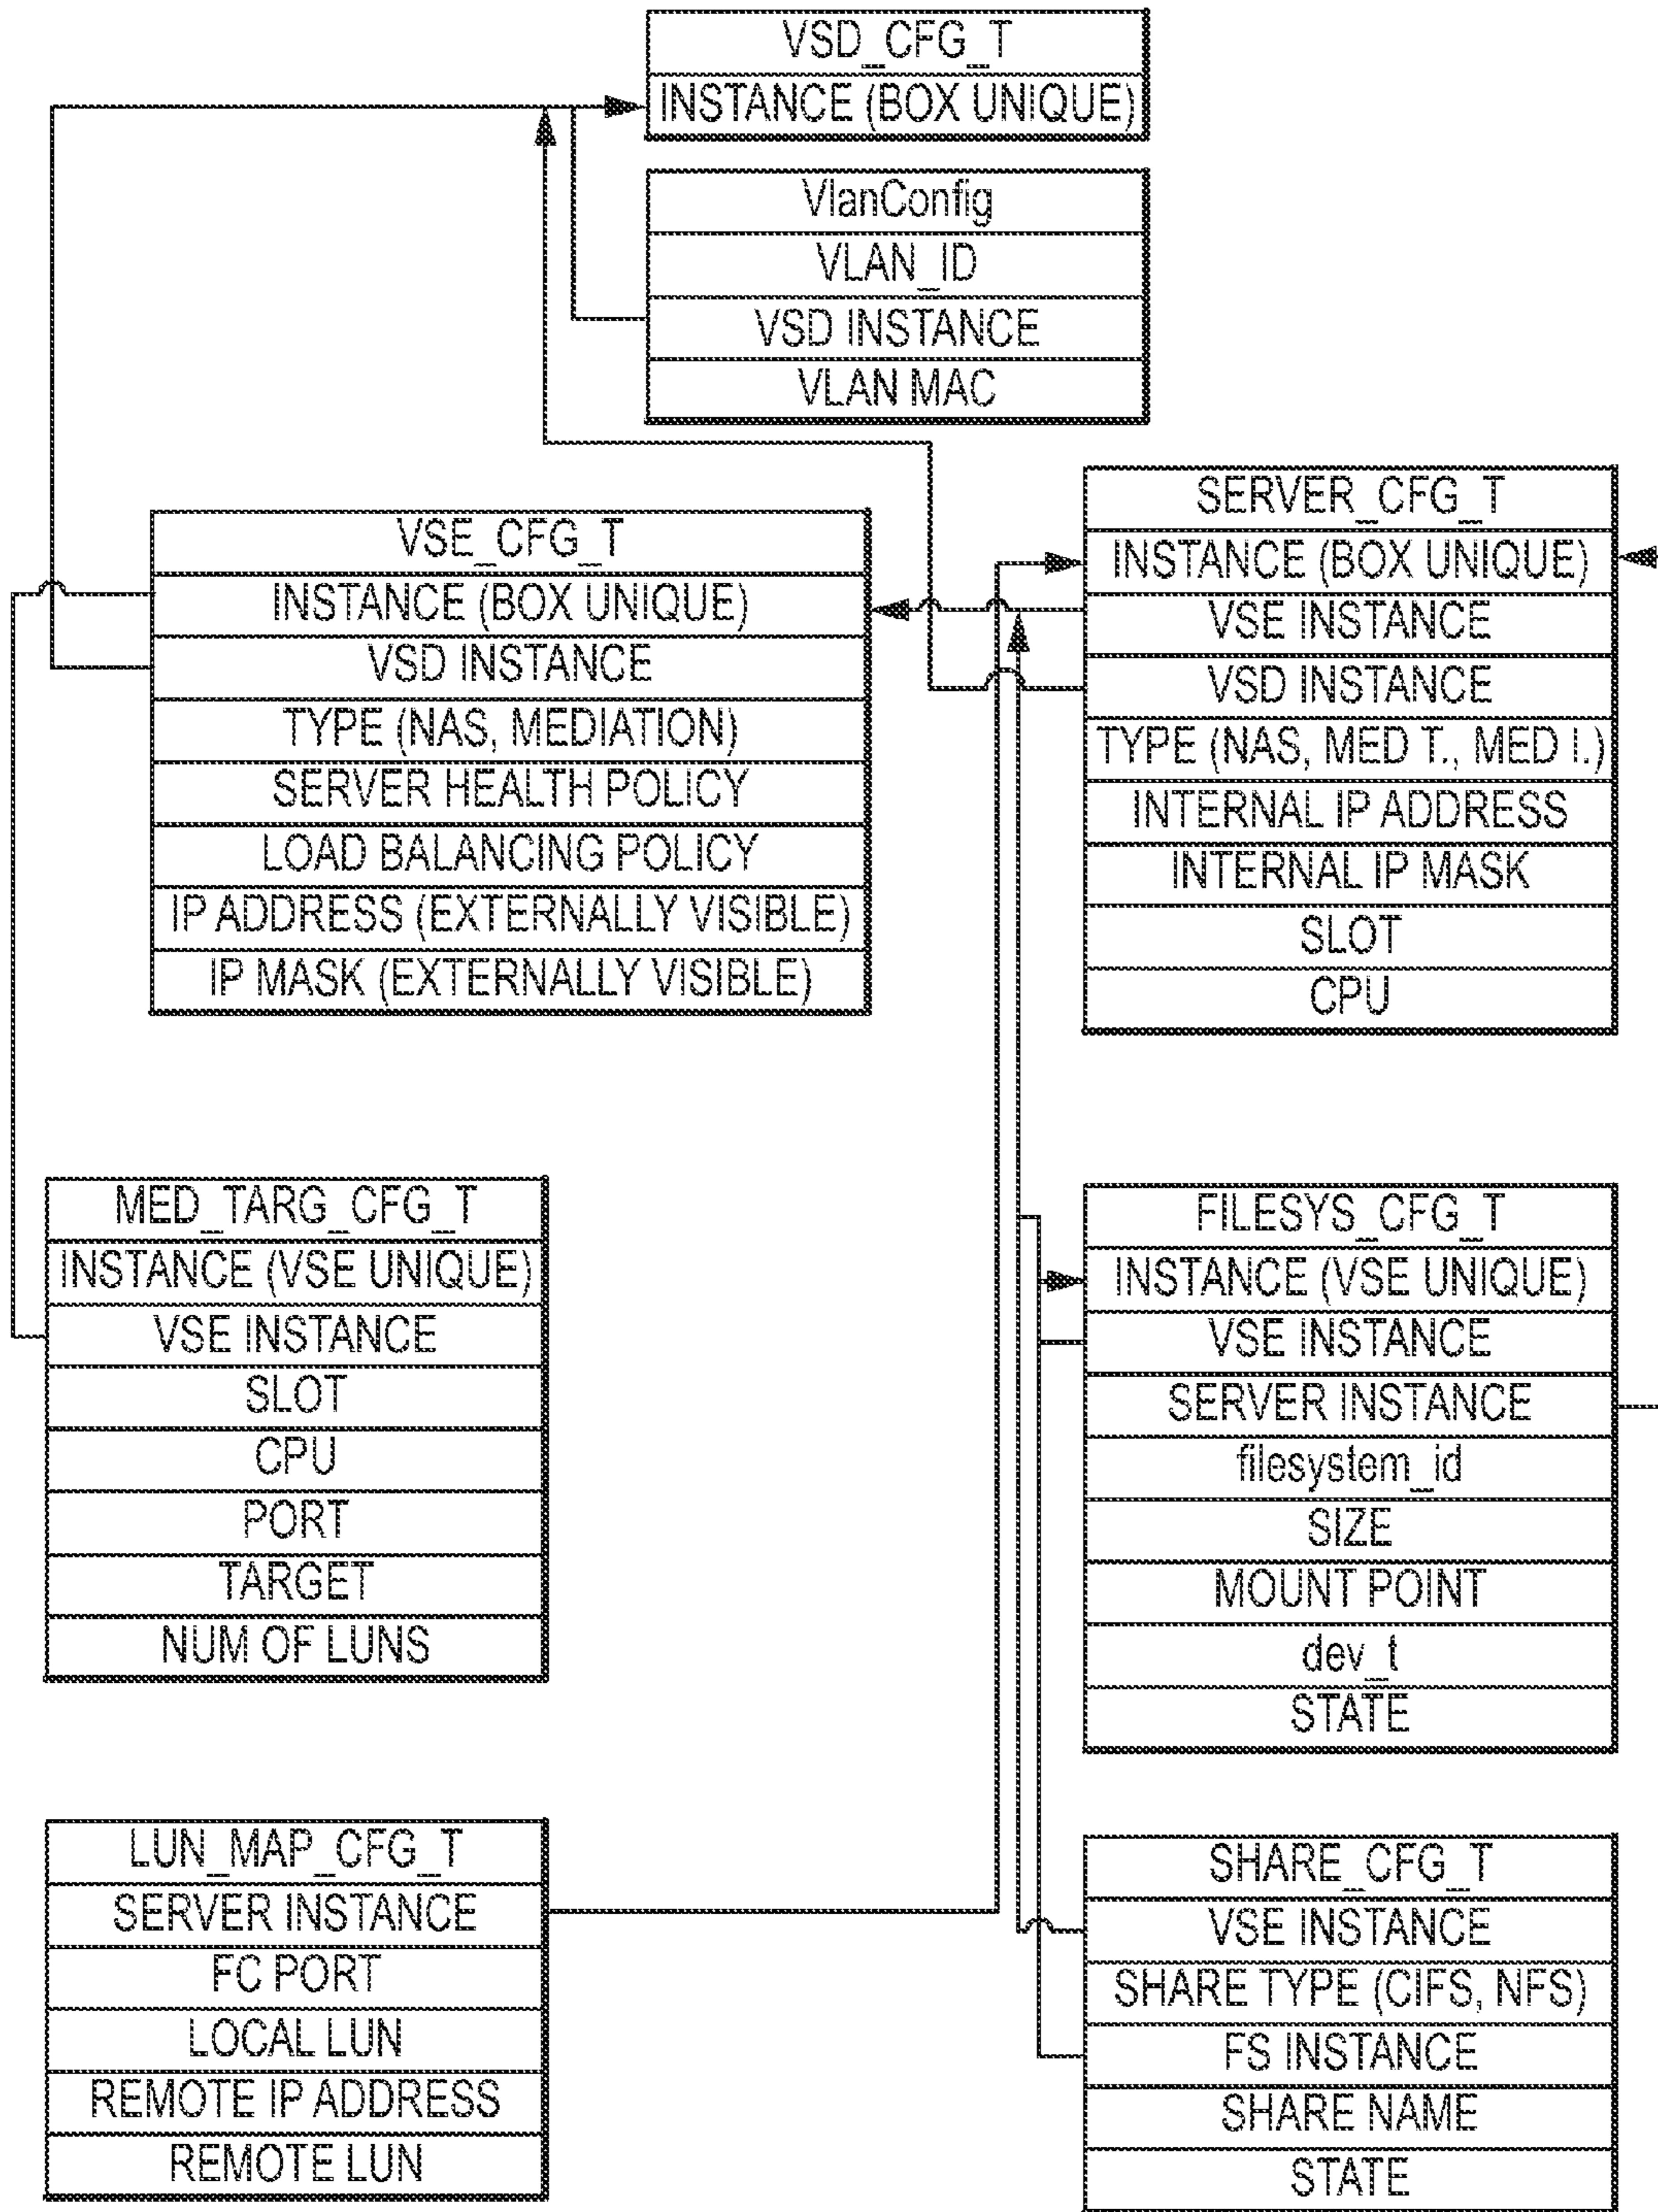 VSD_CFG_T
INSTANCE (BOX UNIQUE)
VlanConfig
VLAN_ID
VSD INSTANCE
VLAN MAC
VSE_CFG_T
INSTANCE (BOX UNIQUE)
VSD INSTANCE
TYPE (NAS, MEDIATION)
SERVER HEALTH POLICY
LOAD BALANCING POLICY
IP ADDRESS (EXTERNALLY VISIBLE)
IP MASK (EXTERNALLY VISIBLE)
SERVER_CFG_T
INSTANCE (BOX UNIQUE)
VSE INSTANCE
VSD INSTANCE
TYPE (NAS, MED T., MED I.)
INTERNAL IP ADDRESS
INTERNAL IP MASK
SLOT
CPU
MED_TARG_CFG_T
INSTANCE (VSE UNIQUE)
VSE INSTANCE
SLOT
CPU
PORT
TARGET
NUM OF LUNS
FILESYS_CFG_T
INSTANCE (VSE UNIQUE)
VSE INSTANCE
SERVER INSTANCE
filesystem_id
SIZE
MOUNT POINT
dev_t
STATE
LUN_MAP_CFG_T
SERVER INSTANCE
FC PORT
LOCAL LUN
REMOTE IP ADDRESS
REMOTE LUN
SHARE_CFG_T
VSE INSTANCE
SHARE TYPE (CIFS, NFS)
FS INSTANCE
SHARE NAME
STATE